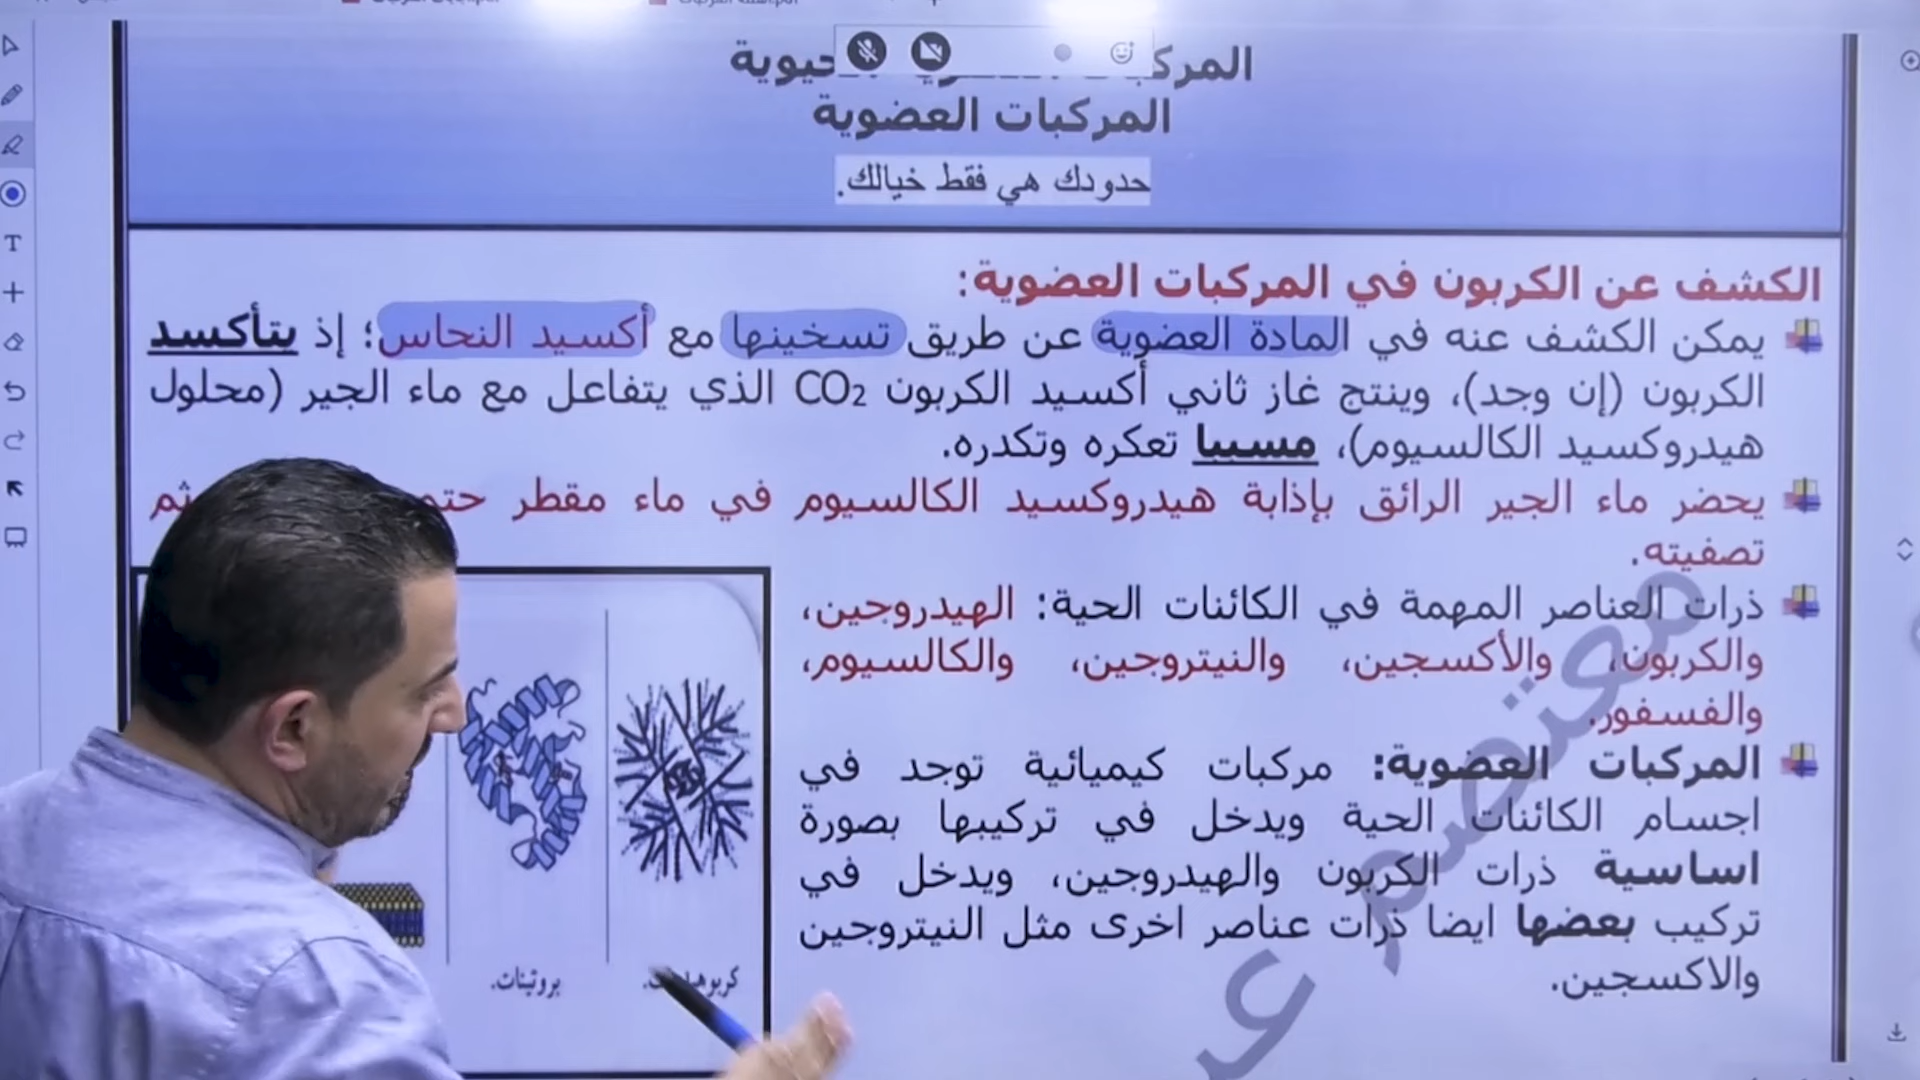 المركبات العضوية
حدودك هي فقط خيالك.
الكشف عن الكربون في المركبات العضوية:
يمكن الكشف عنه في المادة العضوية عن طريق تسخينها مع أكسيد النحاس؛ إذ يتأكسد
الكربون (إن وجد)، وينتج غاز ثاني أكسيد الكربون CO₂ الذي يتفاعل مع ماء الجير (محلول
هيدروكسيد الكالسيوم)، مسببا تعكره وتكدره.
يحضر ماء الجير الرائق بإذابة هيدروكسيد الكالسيوم في ماء مقطر ثم
تصفيته.
ذرات العناصر المهمة في الكائنات الحية: الهيدروجين،
والكربون، والأكسجين، والنيتروجين، والكالسيوم،
والفسفور.
المركبات العضوية: مركبات كيميائية توجد في
اجسام الكائنات الحية ويدخل في تركيبها بصورة
اساسية ذرات الكربون والهيدروجين، ويدخل في
تركيب بعضها ايضا ذرات عناصر اخرى مثل النيتروجين
والاكسجين.
بروتينات.
معتصم
T